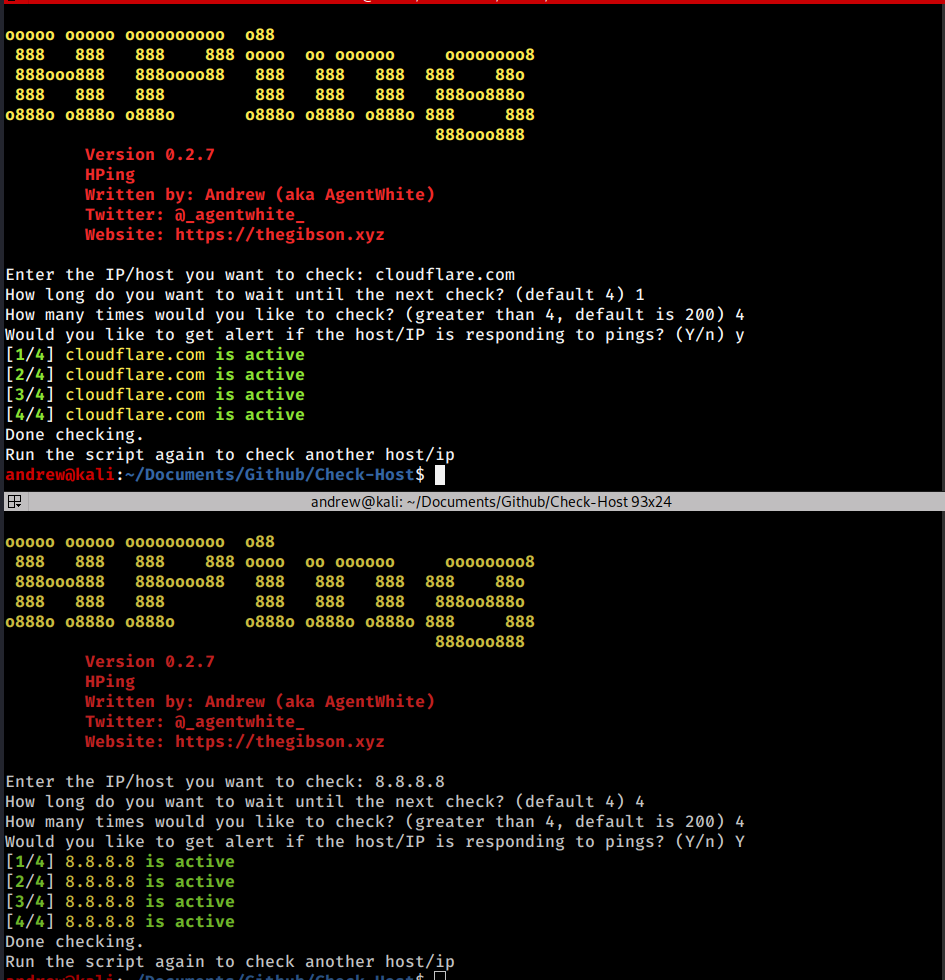 ooooo ooooo oooooooooo  o88
 888   888   888    888 oooo  oo oooooo     oooooooo8
 888ooo888   888oooo88   888   888   888  888    88o
 888   888   888         888   888   888   888oo888o
o888o o888o o888o       o888o o888o o888o 888     888
                                           888ooo888
        Version 0.2.7
        HPing
        Written by: Andrew (aka AgentWhite)
        Twitter: @_agentwhite_
        Website: https://thegibson.xyz
Enter the IP/host you want to check: cloudflare.com
How long do you want to wait until the next check? (default 4) 1
How many times would you like to check? (greater than 4, default is 200) 4
Would you like to get alert if the host/IP is responding to pings? (Y/n) y
[1/4] cloudflare.com is active
[2/4] cloudflare.com is active
[3/4] cloudflare.com is active
[4/4] cloudflare.com is active
Done checking.
Run the script again to check another host/ip
andrew@kali:~/Documents/Github/Check-Host$
andrew@kali: ~/Documents/Github/Check-Host 93x24
ooooo ooooo oooooooooo  o88
 888   888   888    888 oooo  oo oooooo     oooooooo8
 888ooo888   888oooo88   888   888   888  888    88o
 888   888   888         888   888   888   888oo888o
o888o o888o o888o       o888o o888o o888o 888     888
                                           888ooo888
        Version 0.2.7
        HPing
        Written by: Andrew (aka AgentWhite)
        Twitter: @_agentwhite_
        Website: https://thegibson.xyz
Enter the IP/host you want to check: 8.8.8.8
How long do you want to wait until the next check? (default 4) 4
How many times would you like to check? (greater than 4, default is 200) 4
Would you like to get alert if the host/IP is responding to pings? (Y/n) Y
[1/4] 8.8.8.8 is active
[2/4] 8.8.8.8 is active
[3/4] 8.8.8.8 is active
[4/4] 8.8.8.8 is active
Done checking.
Run the script again to check another host/ip
andrew@kali:~/Documents/Github/Check-Host$